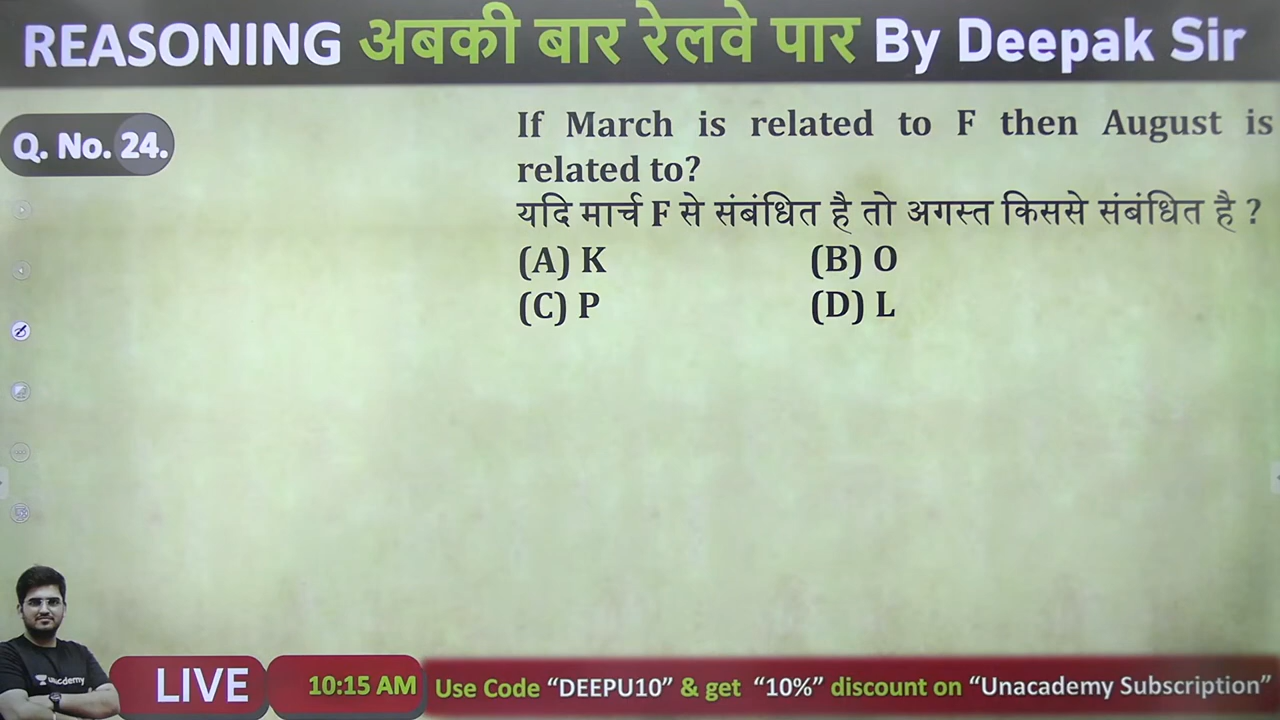 REASONING अबकी बार रेलवे पार By Deepak Sir
Q. No. 24.
If March is related to F then August is
related to?
यदि मार्च F से संबंधित है तो अगस्त किससे संबंधित है ?
(A) K (B) O
(C) P (D) L
unacademy
LIVE 10:15 AM Use Code “DEEPU10” & get “10%” discount on “Unacademy Subscription”